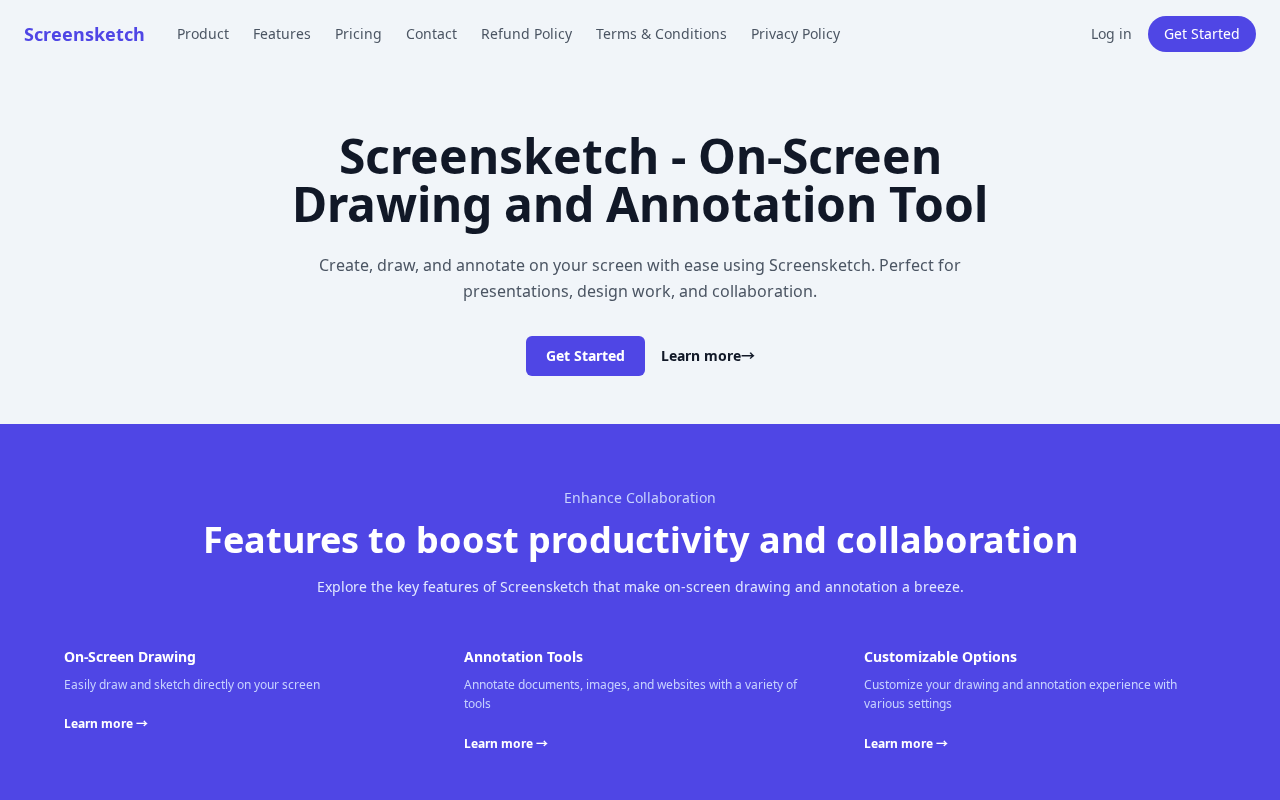 Screensketch
Product
Features
Pricing
Contact
Refund Policy
Terms & Conditions
Privacy Policy
Log in
Get Started
Screensketch - On-Screen
Drawing and Annotation Tool
Create, draw, and annotate on your screen with ease using Screensketch. Perfect for
presentations, design work, and collaboration.
Get Started
Learn more→
Enhance Collaboration
Features to boost productivity and collaboration
Explore the key features of Screensketch that make on-screen drawing and annotation a breeze.
On-Screen Drawing
Easily draw and sketch directly on your screen
Learn more →
Annotation Tools
Annotate documents, images, and websites with a variety of
tools
Learn more →
Customizable Options
Customize your drawing and annotation experience with
various settings
Learn more →